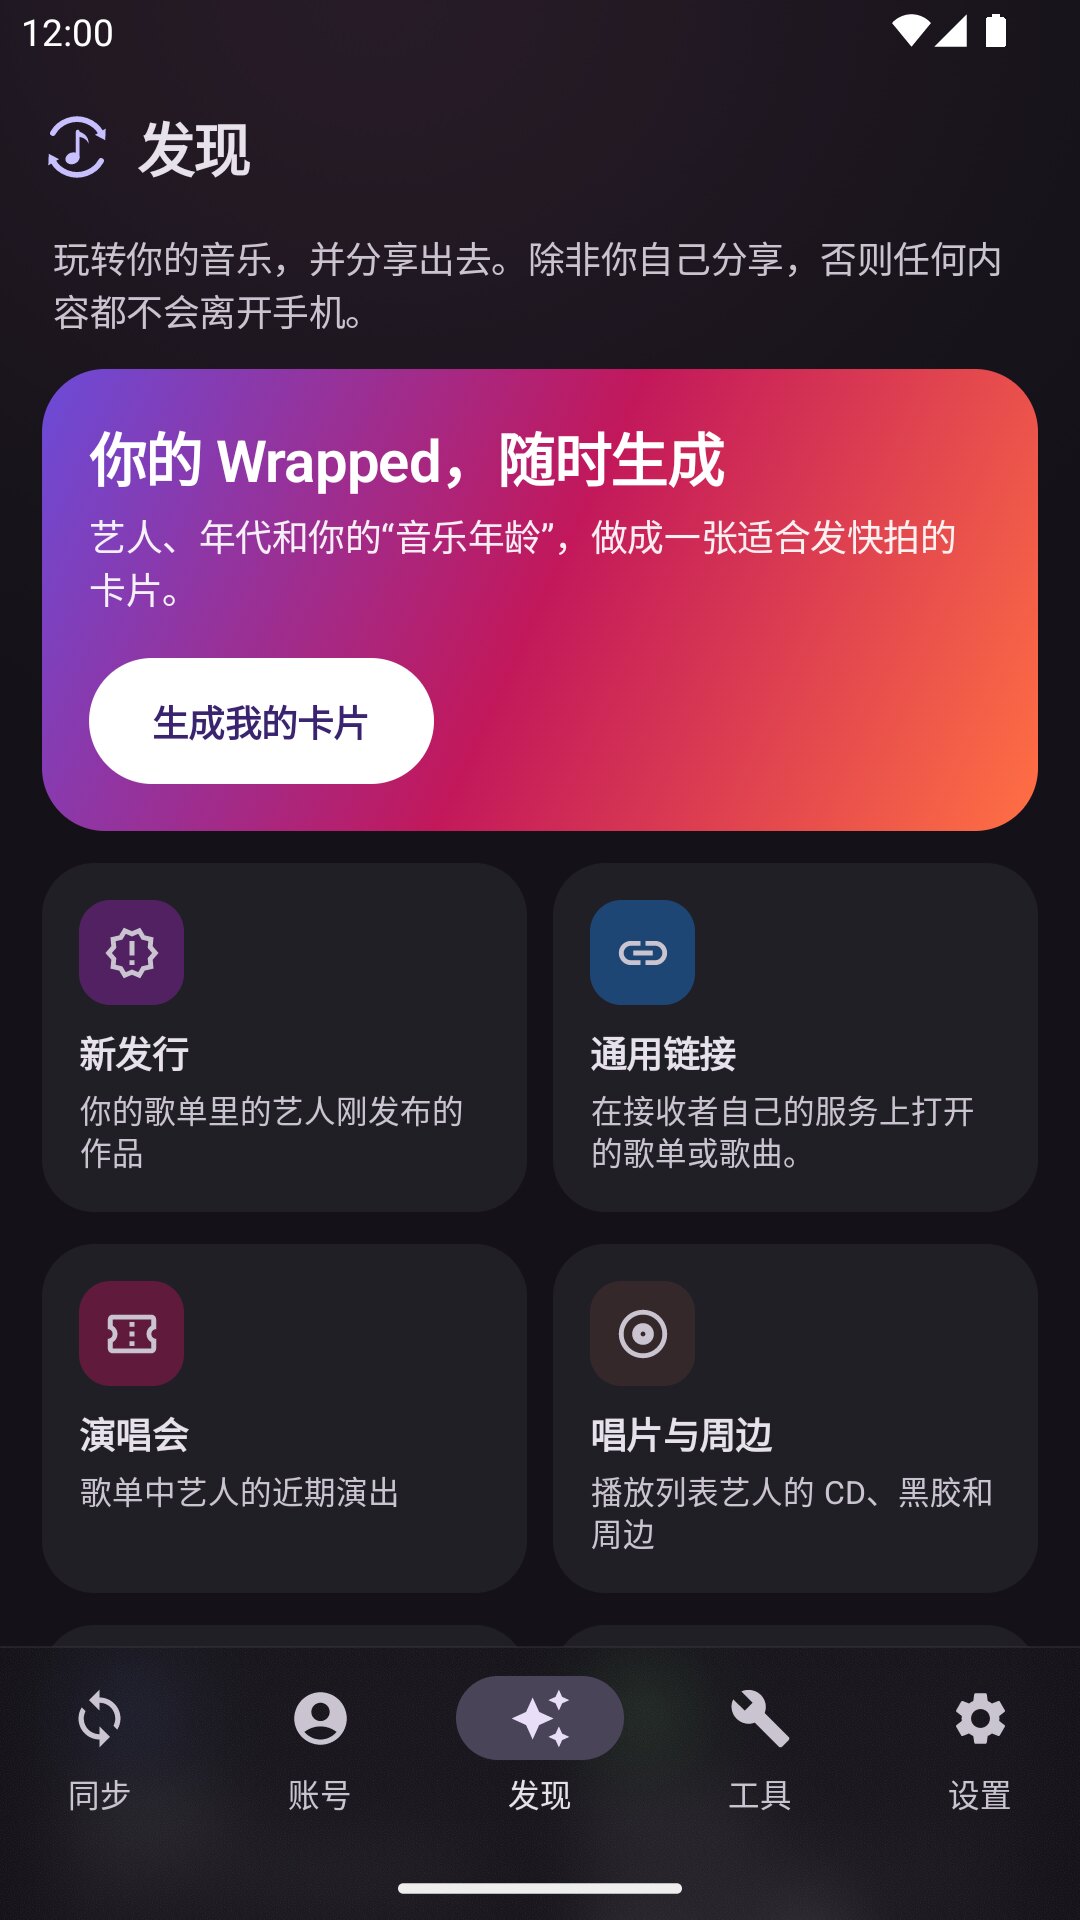 12:00
发现
玩转你的音乐，并分享出去。除非你自己分享，否则任何内
容都不会离开手机。
你的 Wrapped，随时生成
艺人、年代和你的“音乐年龄”，做成一张适合发快拍的
卡片。
生成我的卡片
新发行
你的歌单里的艺人刚发布的
作品
通用链接
在接收者自己的服务上打开
的歌单或歌曲。
演唱会
歌单中艺人的近期演出
唱片与周边
播放列表艺人的 CD、黑胶和
周边
同步
账号
发现
工具
设置